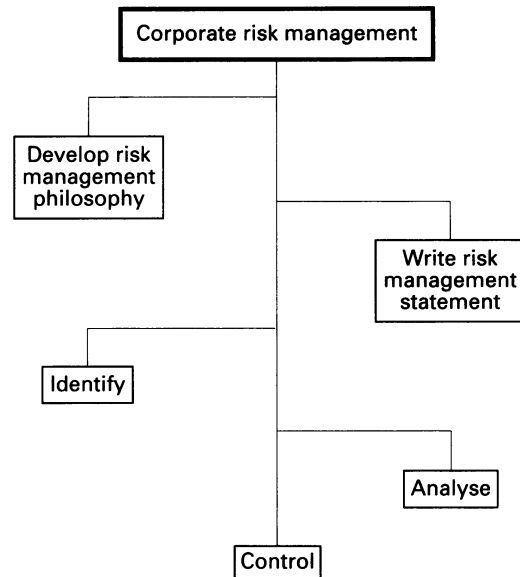 Corporate risk management
Develop risk
management
philosophy
Write risk
management
statement
Identify
Analyse
Control